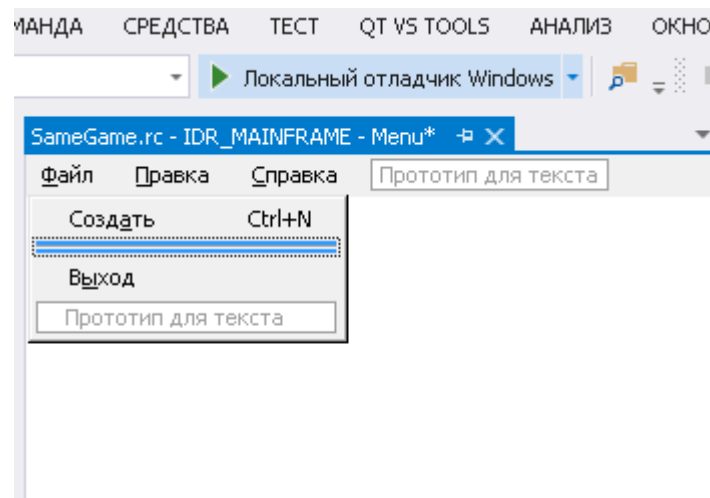 МАНДА СРЕДСТВА ТЕСТ QT VS TOOLS АНАЛИЗ ОКНО
Локальный отладчик Windows
SameGame.rc - IDR_MAINFRAME - Menu*
Файл Правка Справка Прототип для текста
Создать Ctrl+N
Выход
Прототип для текста